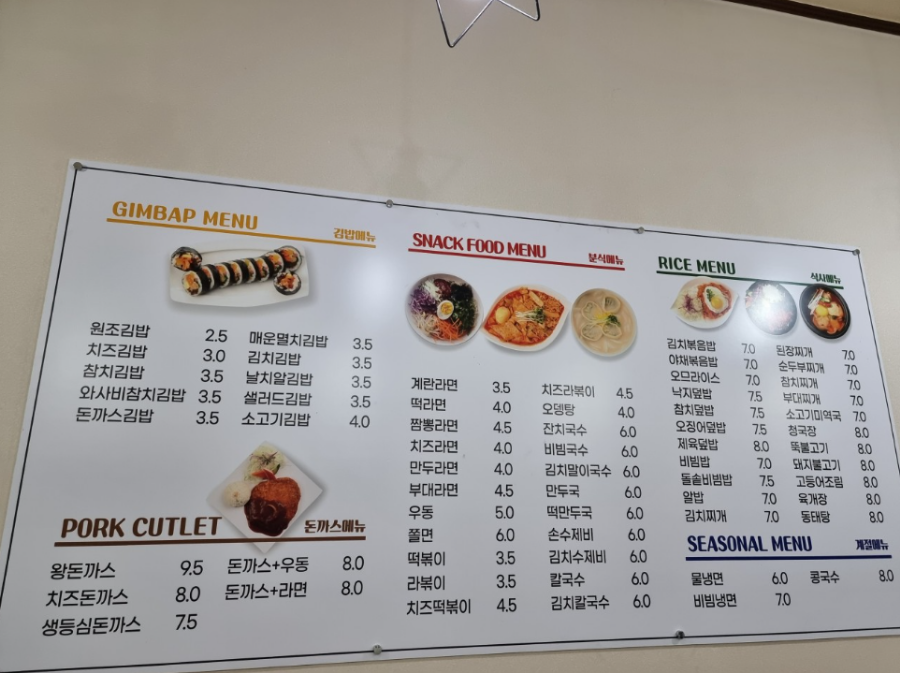 GIMBAP MENU
김밥메뉴
원조김밥 2.5
치즈김밥 3.0
참치김밥 3.5
와사비참치김밥 3.5
돈까스김밥 3.5
매운멸치김밥 3.5
김치김밥 3.5
날치알김밥 3.5
샐러드김밥 3.5
소고기김밥 4.0
PORK CUTLET
돈까스메뉴
왕돈까스 9.5
치즈돈까스 8.0
생등심돈까스 7.5
돈까스+우동 8.0
돈까스+라면 8.0
SNACK FOOD MENU
분식메뉴
계란라면 3.5
떡라면 4.0
짬뽕라면 4.5
치즈라면 4.0
만두라면 4.0
부대라면 4.5
우동 5.0
쫄면 6.0
떡볶이 3.5
라볶이 3.5
치즈떡볶이 4.5
치즈라볶이 4.5
오뎅탕 4.0
잔치국수 6.0
비빔국수 6.0
김치말이국수 6.0
만두국 6.0
떡만두국 6.0
손수제비 6.0
김치수제비 6.0
칼국수 6.0
김치칼국수 6.0
RICE MENU
식사메뉴
김치볶음밥 7.0
야채볶음밥 7.0
오므라이스 7.0
낙지덮밥 7.5
참치덮밥 7.5
오징어덮밥 7.5
제육덮밥 8.0
비빔밥 7.0
돌솥비빔밥 7.5
알밥 7.0
김치찌개 7.0
된장찌개 7.0
순두부찌개 7.0
참치찌개 7.0
부대찌개 7.0
소고기미역국 7.0
청국장 8.0
뚝불고기 8.0
돼지불고기 8.0
고등어조림 8.0
육개장 8.0
동태탕 8.0
SEASONAL MENU
계절메뉴
물냉면 6.0
비빔냉면 7.0
콩국수 8.0